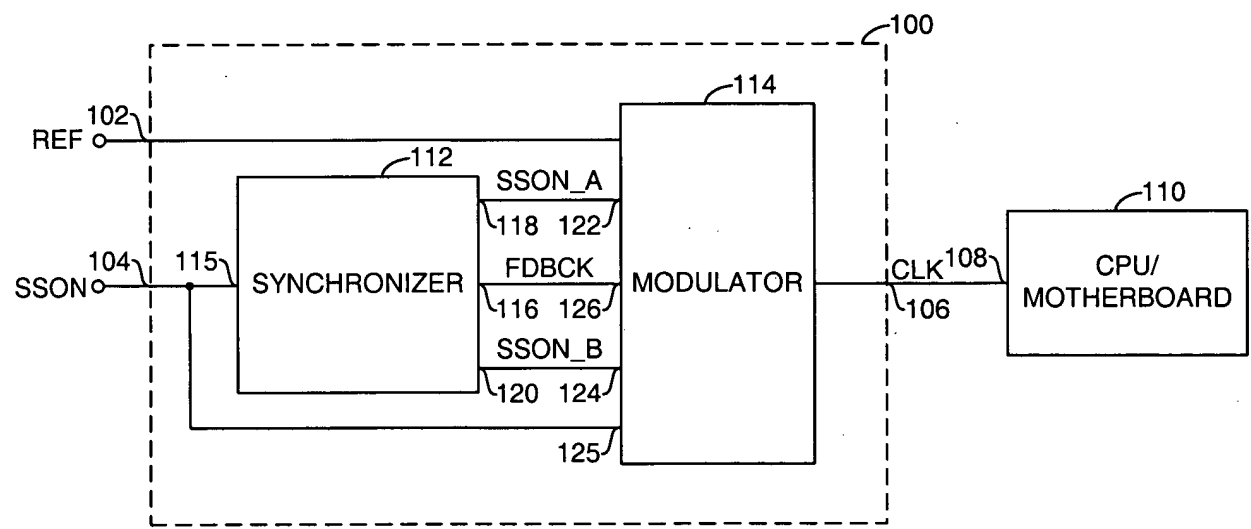 100
114
102
REF
112
SSON_A
118 122
110
104
SSON
115
SYNCHRONIZER
FDBCK
116 126
MODULATOR
CLK
106
108
CPU/
MOTHERBOARD
SSON_B
120 124
125